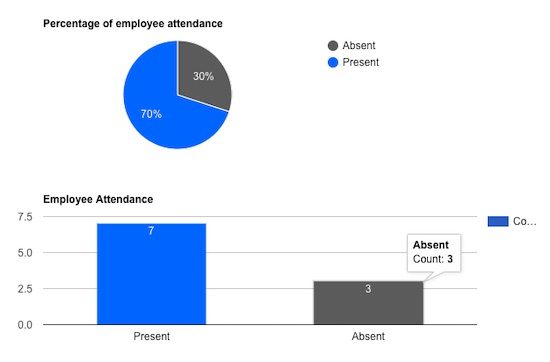 Percentage of employee attendance
Absent
Present
30%
70%
Employee Attendance
7.5
5.0
2.5
0.0
7
3
Absent
Count: 3
Co...
Present
Absent